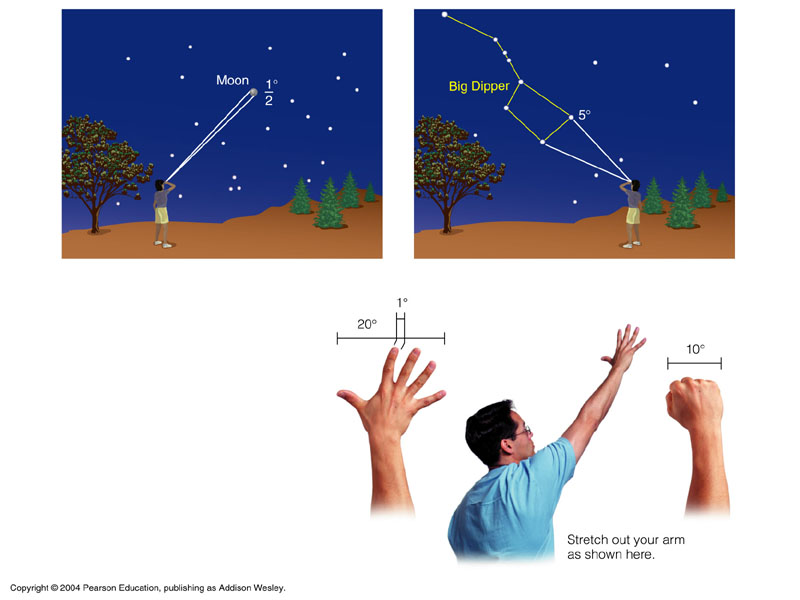 Moon
1°
2
Big Dipper
5°
1°
20°
10°
Stretch out your arm
as shown here.
Copyright © 2004 Pearson Education, publishing as Addison Wesley.